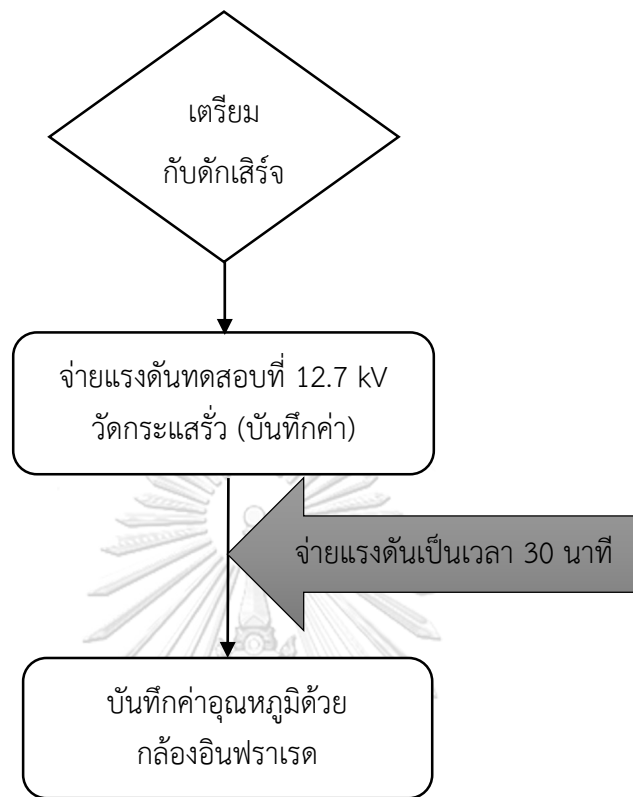 เตรียม
กับดักเสิร์จ
จ่ายแรงดันทดสอบที่ 12.7 kV
วัดกระแสรั่ว (บันทึกค่า)
จ่ายแรงดันเป็นเวลา 30 นาที
บันทึกค่าอุณหภูมิด้วย
กล้องอินฟราเรด